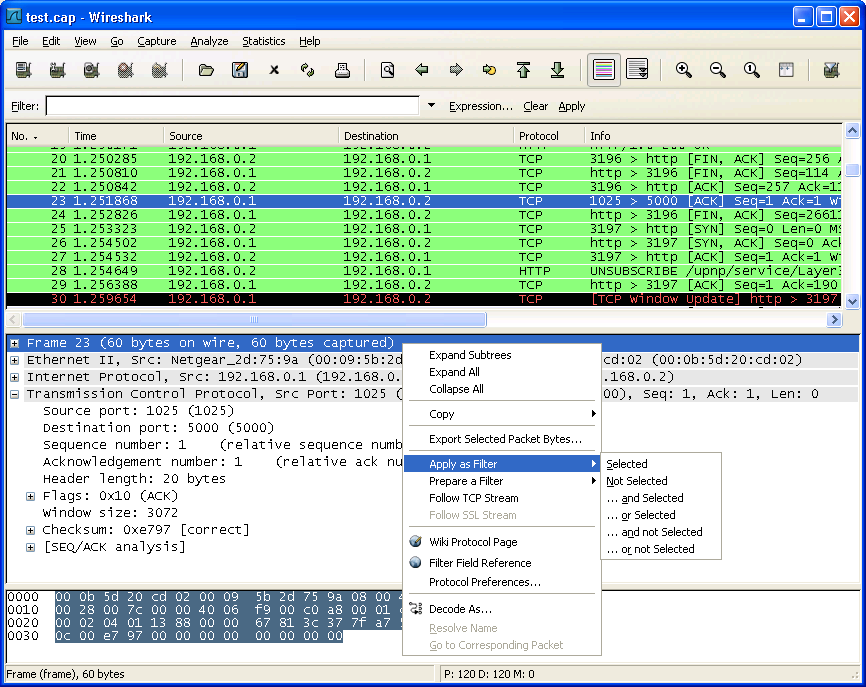 test.cap - Wireshark
File Edit View Go Capture Analyze Statistics Help
Filter: Expression... Clear Apply
No. Time Source Destination Protocol Info
20 1.250285 192.168.0.2 192.168.0.1 TCP 3196 > http [FIN, ACK] Seq=256 A
21 1.250810 192.168.0.1 192.168.0.2 TCP http > 3196 [FIN, ACK] Seq=114 A
22 1.250842 192.168.0.2 192.168.0.1 TCP 3196 > http [ACK] Seq=257 Ack=11
23 1.251868 192.168.0.1 192.168.0.2 TCP 1025 > 5000 [ACK] Seq=1 Ack=1 Wi
24 1.252826 192.168.0.1 192.168.0.2 TCP http > 3196 [FIN, ACK] Seq=26611
25 1.253323 192.168.0.2 192.168.0.1 TCP 3197 > http [SYN] Seq=0 Len=0 MS
26 1.254502 192.168.0.1 192.168.0.2 TCP http > 3197 [SYN, ACK] Seq=0 Ack
27 1.254532 192.168.0.2 192.168.0.1 TCP 3197 > http [ACK] Seq=1 Ack=1 Wi
28 1.254649 192.168.0.2 192.168.0.1 HTTP UNSUBSCRIBE /upnp/service/Layer3
29 1.256388 192.168.0.1 192.168.0.2 TCP http > 3197 [ACK] Seq=1 Ack=190
30 1.259654 192.168.0.1 192.168.0.2 TCP [TCP Window Update] http > 3197
Frame 23 (60 bytes on wire, 60 bytes captured)
Ethernet II, Src: Netgear_2d:75:9a (00:09:5b:2d cd:02 (00:0b:5d:20:cd:02)
Internet Protocol, Src: 192.168.0.1 (192.168.0. .168.0.2)
Transmission Control Protocol, Src Port: 1025 ( 00), Seq: 1, Ack: 1, Len: 0
Source port: 1025 (1025)
Destination port: 5000 (5000)
Sequence number: 1 (relative sequence numb
Acknowledgement number: 1 (relative ack nu
Header length: 20 bytes
Flags: 0x10 (ACK)
Window size: 3072
Checksum: 0xe797 [correct]
[SEQ/ACK analysis]
Expand Subtrees
Expand All
Collapse All
Copy
Export Selected Packet Bytes...
Apply as Filter
Prepare a Filter
Follow TCP Stream
Follow SSL Stream
Wiki Protocol Page
Filter Field Reference
Protocol Preferences...
Decode As...
Resolve Name
Go to Corresponding Packet
Selected
Not Selected
... and Selected
... or Selected
... and not Selected
... or not Selected
0000 00 0b 5d 20 cd 02 00 09 5b 2d 75 9a 08 00 4
0010 00 28 00 7c 00 00 40 06 f9 00 c0 a8 00 01
0020 00 02 04 01 13 88 00 00 67 81 3c 37 7f a7 5
0030 0c 00 e7 97 00 00 00 00 00 00 00 00
Frame (frame), 60 bytes P: 120 D: 120 M: 0